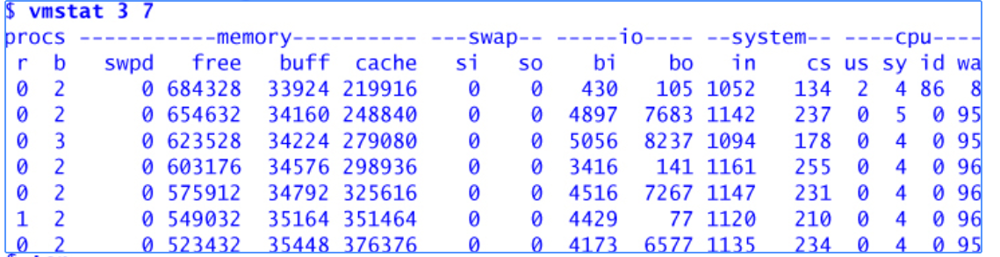 $ vmstat 3 7
procs -----------memory---------- ---swap-- -----io---- --system-- ----cpu----
 r  b   swpd   free   buff  cache   si   so    bi    bo   in    cs us sy id wa
 0  2      0 684328  33924 219916    0    0   430   105 1052   134  2  4 86  8
 0  2      0 654632  34160 248840    0    0  4897  7683 1142   237  0  5  0 95
 0  3      0 623528  34224 279080    0    0  5056  8237 1094   178  0  4  0 95
 0  2      0 603176  34576 298936    0    0  3416   141 1161   255  0  4  0 96
 0  2      0 575912  34792 325616    0    0  4516  7267 1147   231  0  4  0 96
 1  2      0 549032  35164 351464    0    0  4429    77 1120   210  0  4  0 96
 0  2      0 523432  35448 376376    0    0  4173  6577 1135   234  0  4  0 95